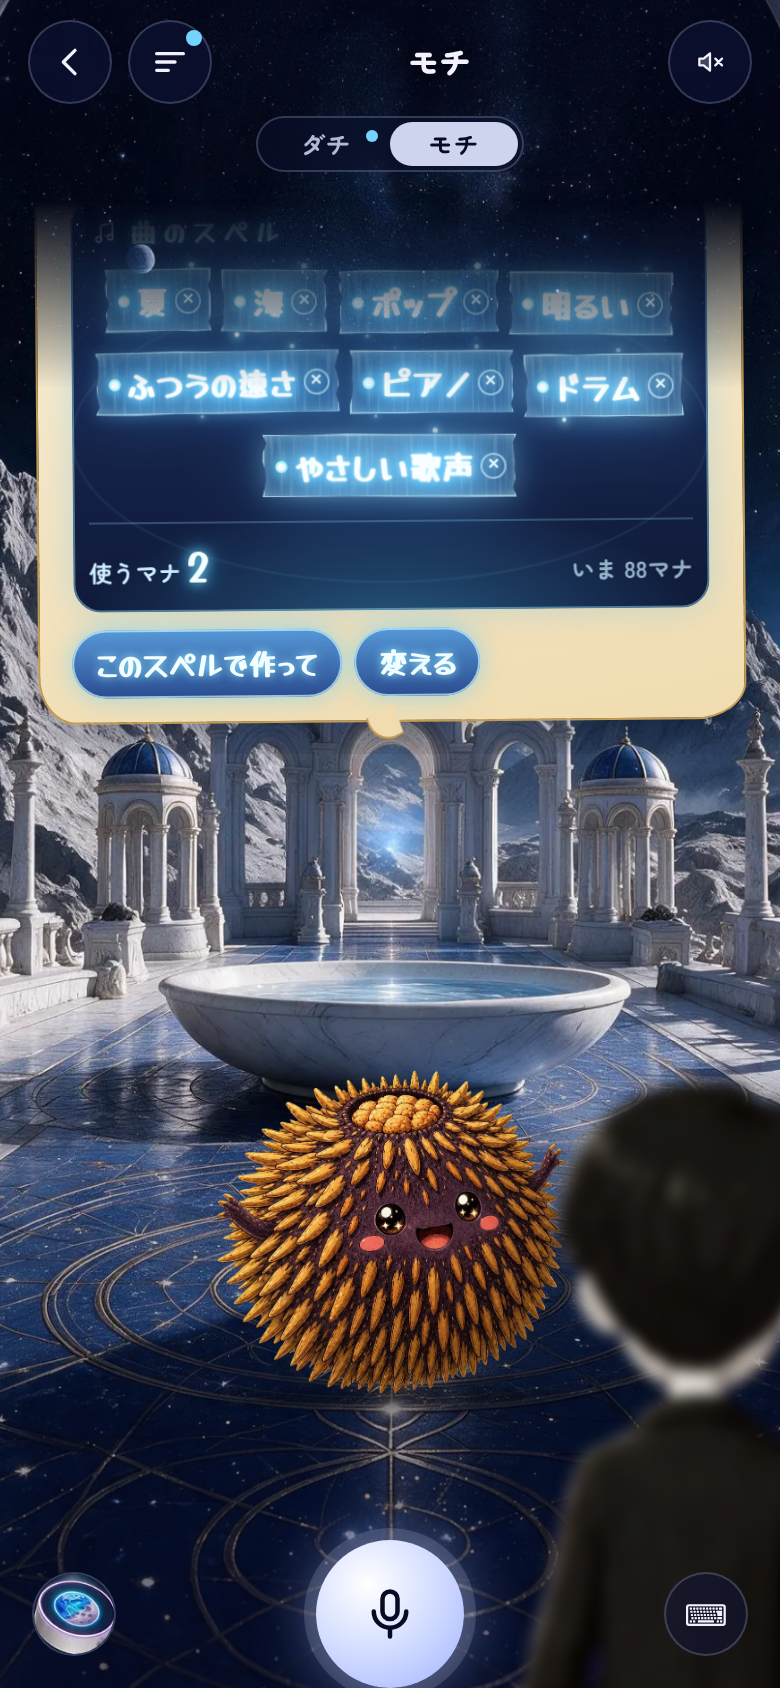 モチ
ダチ モチ
曲のスペル
夏 海 ポップ 明るい
ふつうの速さ ピアノ ドラム
やさしい歌声
使うマナ 2 いま 88マナ
このスペルで作って 変える